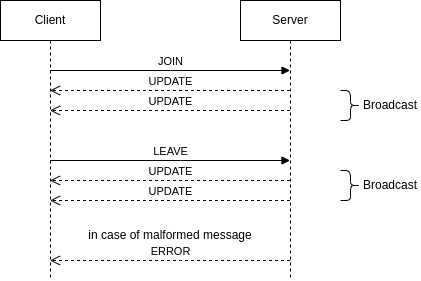 Client
Server
JOIN
UPDATE
UPDATE
Broadcast
LEAVE
UPDATE
UPDATE
Broadcast
in case of malformed message
ERROR